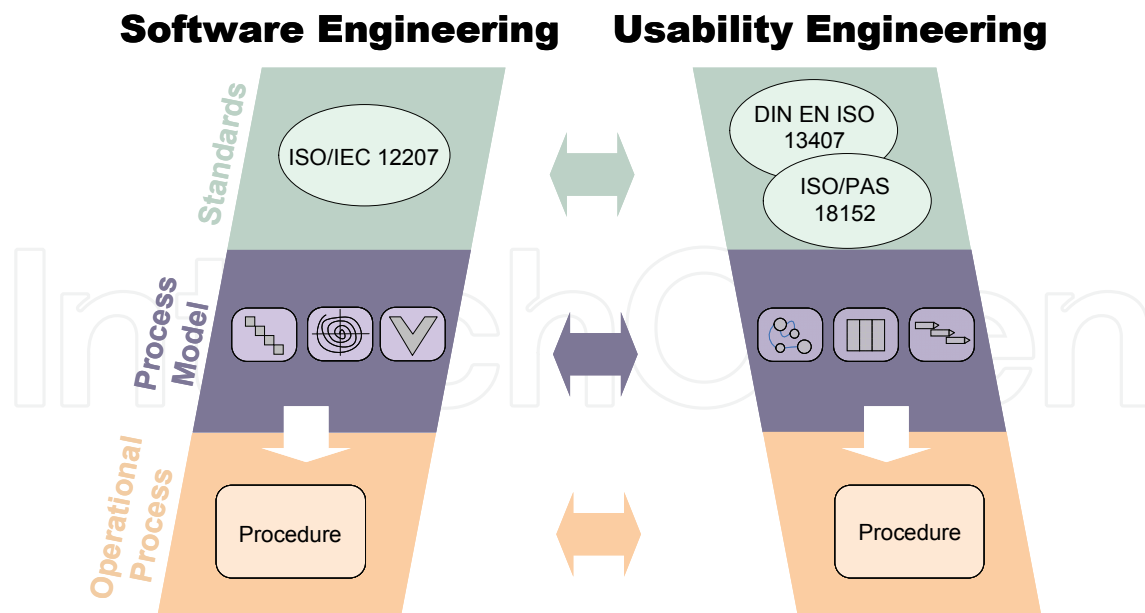 Software Engineering
Usability Engineering
Standards
ISO/IEC 12207
DIN EN ISO
13407
ISO/PAS
18152
Process
Model
Operational
Process
Procedure
Procedure
IntechOpen